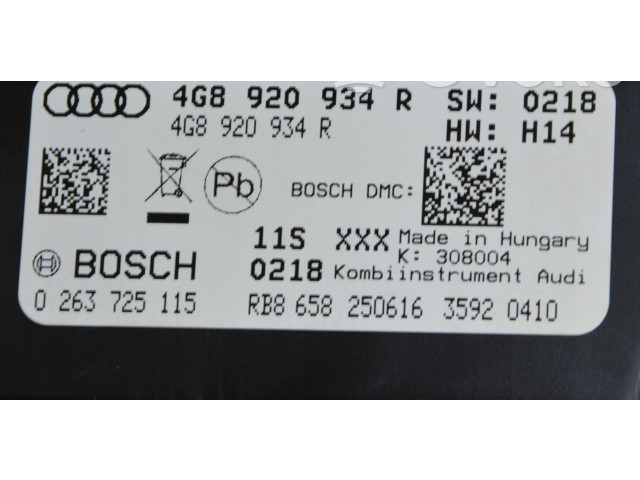 4G8 920 934 R SW: 0218
4G8 920 934 R HW: H14
Pb
BOSCH DMC:
11S XXX Made in Hungary
K: 308004
BOSCH 0218 Kombiinstrument Audi
0 263 725 115 RB8 658 250616 3592 0410